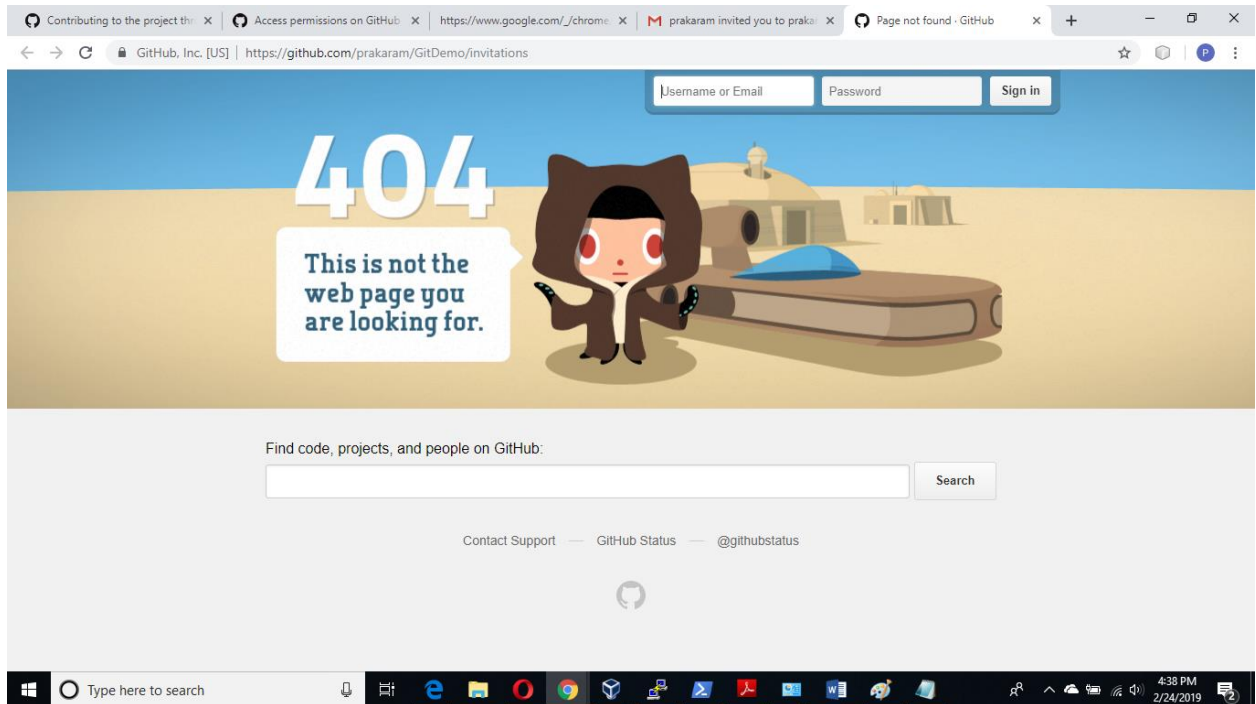 Contributing to the project thr
Access permissions on GitHub
https://www.google.com/_/chrome
prakaram invited you to praka
Page not found · GitHub
GitHub, Inc. [US] | https://github.com/prakaram/GitDemo/invitations
P
Username or Email
Password
Sign in
404
This is not the
web page you
are looking for.
Find code, projects, and people on GitHub:
Search
Contact Support — GitHub Status — @githubstatus
Type here to search
4:38 PM
2/24/2019
2